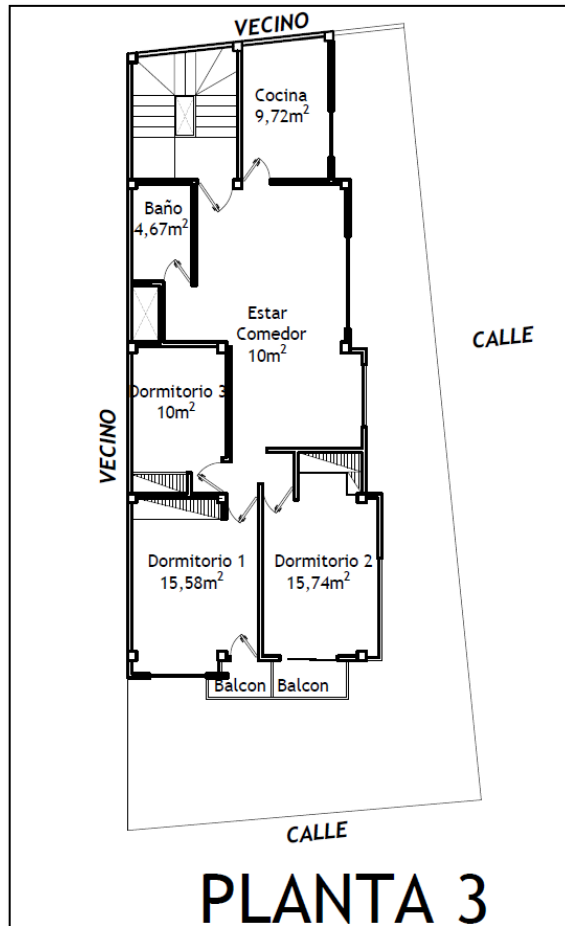 VECINO
Cocina
9,72m²
Baño
4,67m²
Estar
Comedor
10m²
CALLE
Dormitorio 3
10m²
VECINO
Dormitorio 1
15,58m²
Dormitorio 2
15,74m²
Balcon
Balcon
CALLE
PLANTA 3